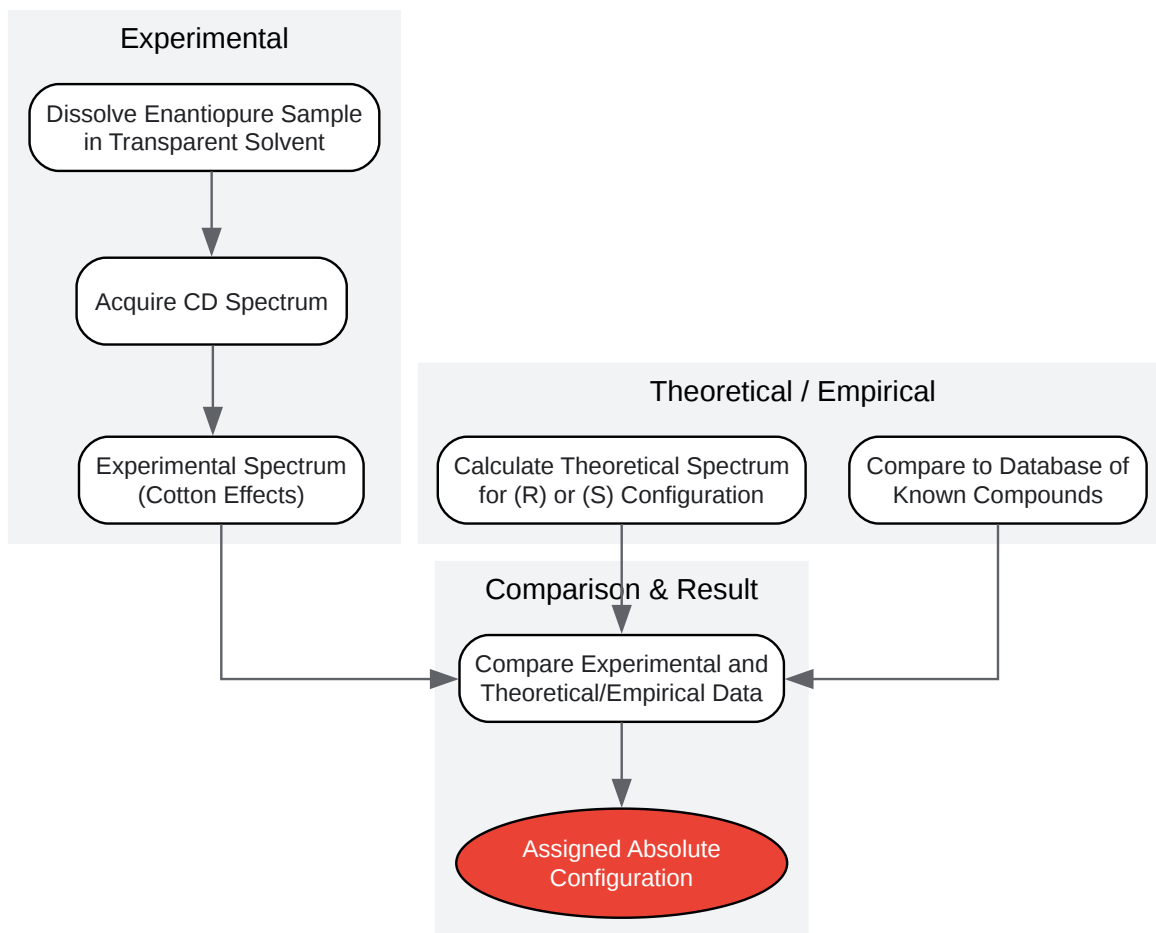 Experimental
Dissolve Enantiopure Sample
in Transparent Solvent
Acquire CD Spectrum
Experimental Spectrum
(Cotton Effects)
Theoretical / Empirical
Calculate Theoretical Spectrum
for (R) or (S) Configuration
Compare to Database of
Known Compounds
Comparison & Result
Compare Experimental and
Theoretical/Empirical Data
Assigned Absolute
Configuration